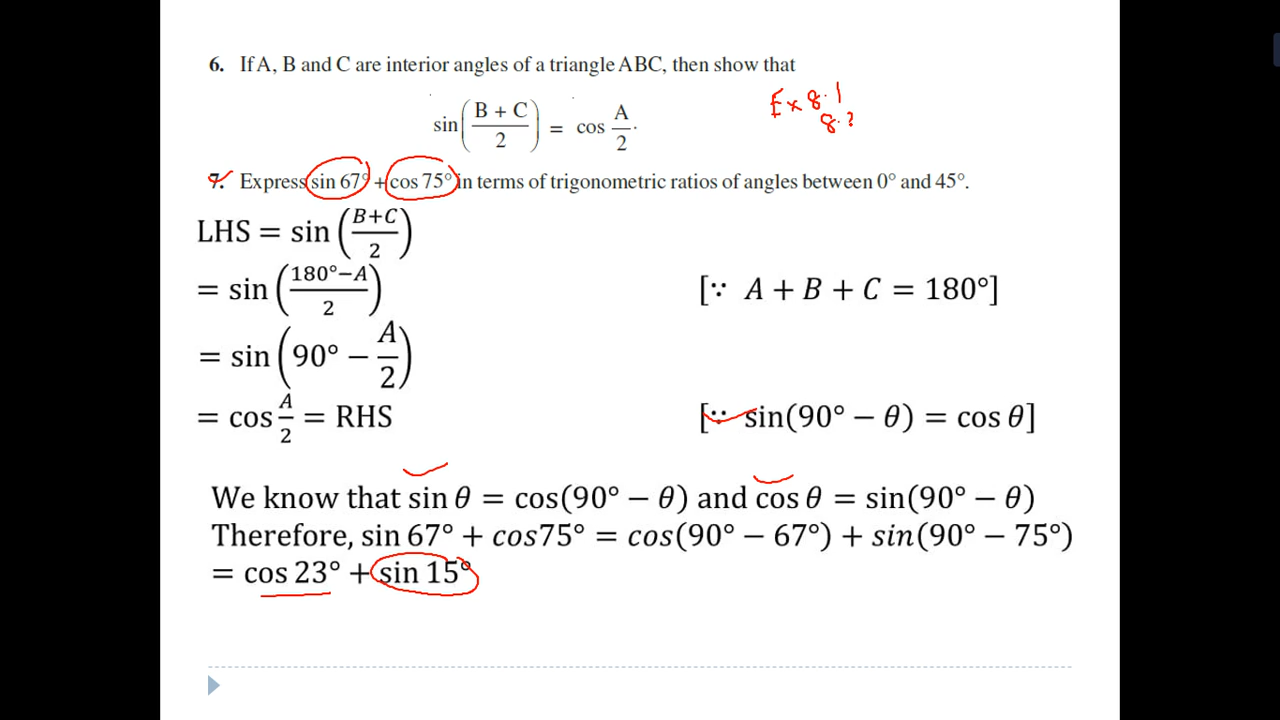 6. If A, B and C are interior angles of a triangle ABC, then show that
sin((B + C)/2) = cos A/2.
Ex 8.1
8.2
7. Express sin 67° + cos 75° in terms of trigonometric ratios of angles between 0° and 45°.
LHS = sin((B+C)/2)
= sin((180°−A)/2) [∵ A + B + C = 180°]
= sin(90° − A/2)
= cos A/2 = RHS [∵ sin(90° − θ) = cos θ]
We know that sin θ = cos(90° − θ) and cos θ = sin(90° − θ)
Therefore, sin 67° + cos75° = cos(90° − 67°) + sin(90° − 75°)
= cos 23° + sin 15°